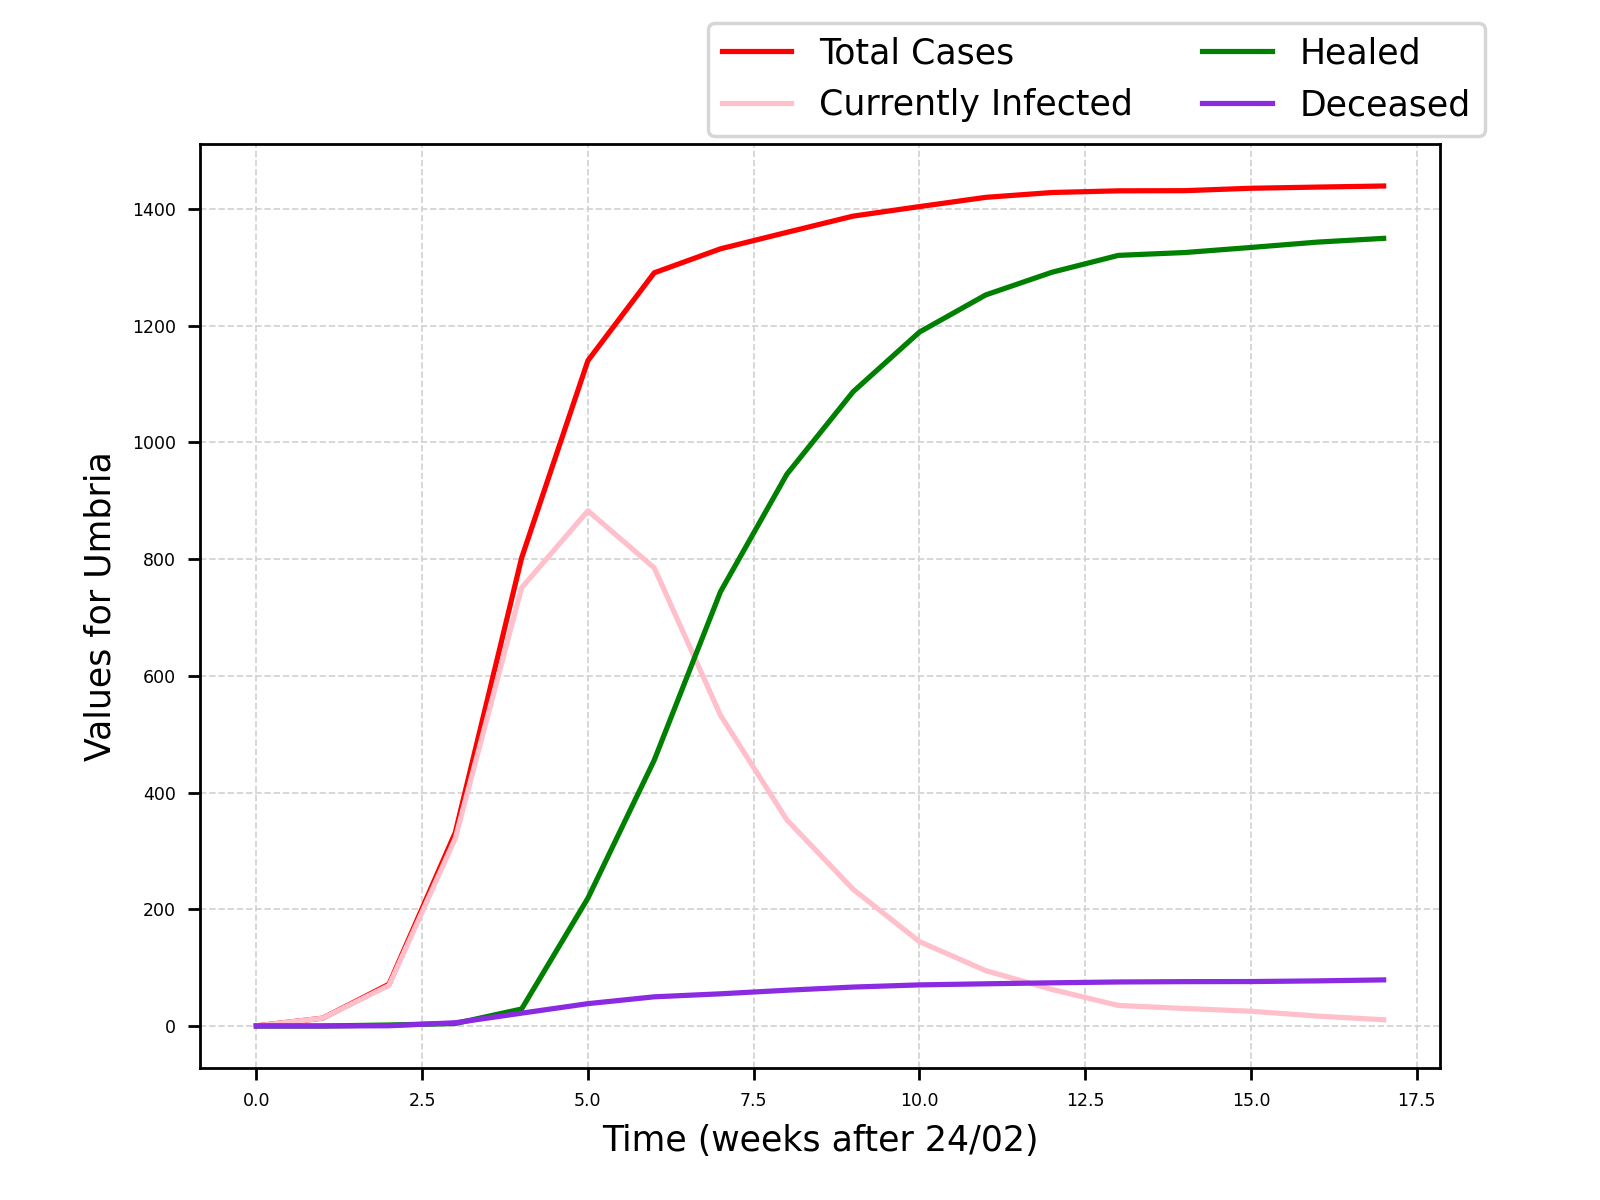 Total Cases
Currently Infected
Healed
Deceased
Values for Umbria
1400
1200
1000
800
600
400
200
0
0.0 2.5 5.0 7.5 10.0 12.5 15.0 17.5
Time (weeks after 24/02)